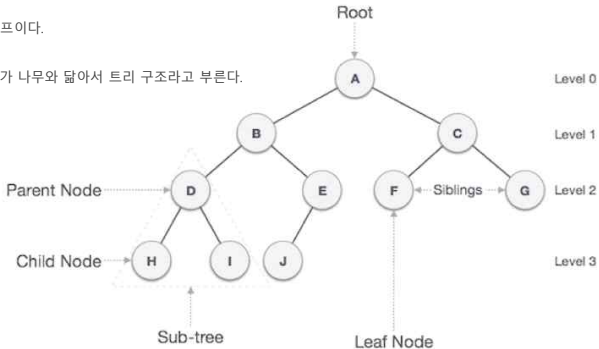 Root
프이다.
가 나무와 닮아서 트리 구조라고 부른다.
A
Level 0
B
C
Level 1
Parent Node
D
E
F
Siblings
G
Level 2
Child Node
H
I
J
Level 3
Sub-tree
Leaf Node